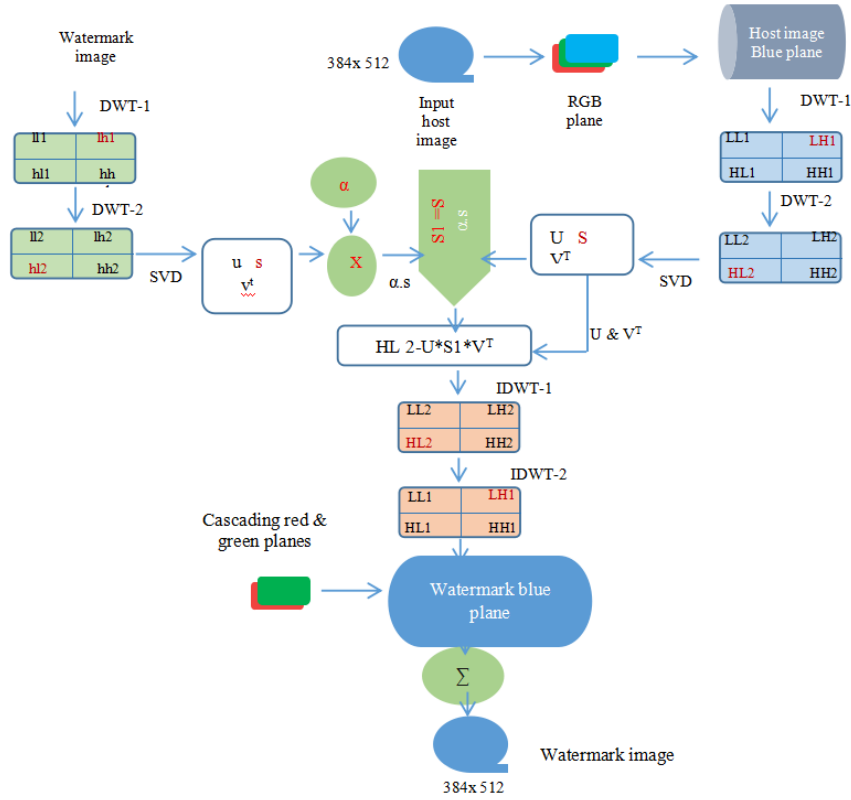 Watermark
image
384x 512
Input
host
image
RGB
plane
Host image
Blue plane
DWT-1
ll1 lh1
hl1 hh
DWT-2
ll2 lh2
hl2 hh2
SVD
u s
vᵗ
α
X
α.s
S1 =S
α.s
DWT-1
LL1 LH1
HL1 HH1
DWT-2
LL2 LH2
HL2 HH2
SVD
U S
Vᵀ
U & Vᵀ
HL 2-U*S1*Vᵀ
IDWT-1
LL2 LH2
HL2 HH2
IDWT-2
LL1 LH1
HL1 HH1
Cascading red &
green planes
Watermark blue
plane
∑
Watermark image
384x 512